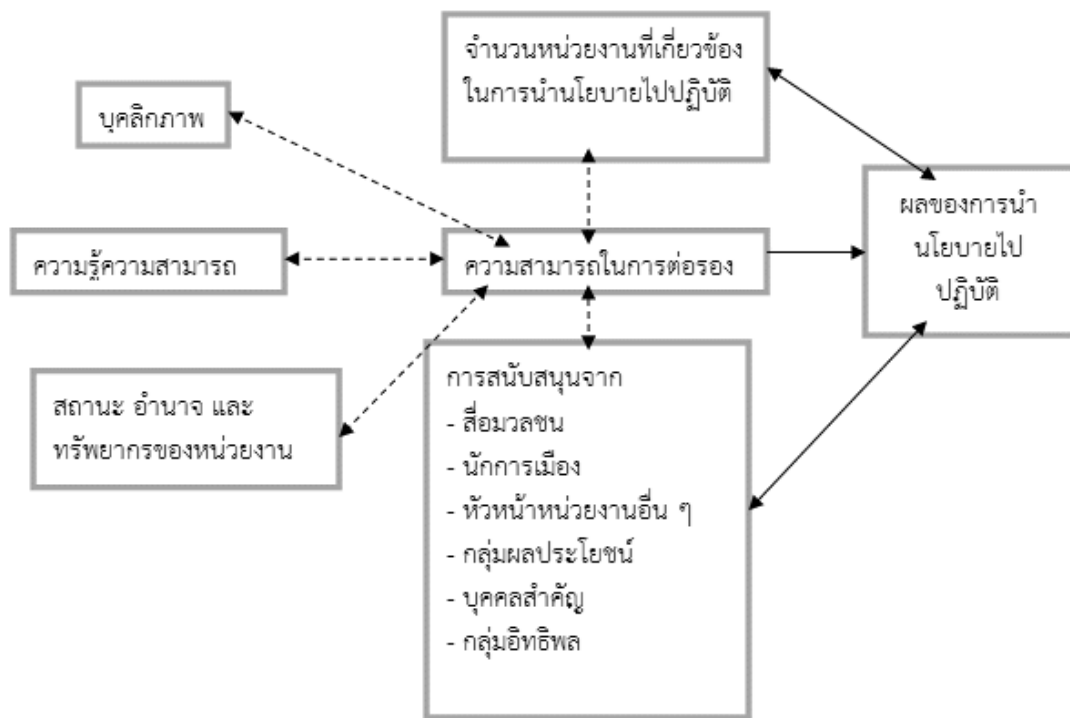 จำนวนหน่วยงานที่เกี่ยวข้อง
ในการนำนโยบายไปปฏิบัติ
บุคลิกภาพ
ผลของการนำ
นโยบายไป
ปฏิบัติ
ความรู้ความสามารถ
ความสามารถในการต่อรอง
สถานะ อำนาจ และ
ทรัพยากรของหน่วยงาน
การสนับสนุนจาก
- สื่อมวลชน
- นักการเมือง
- หัวหน้าหน่วยงานอื่น ๆ
- กลุ่มผลประโยชน์
- บุคคลสำคัญ
- กลุ่มอิทธิพล